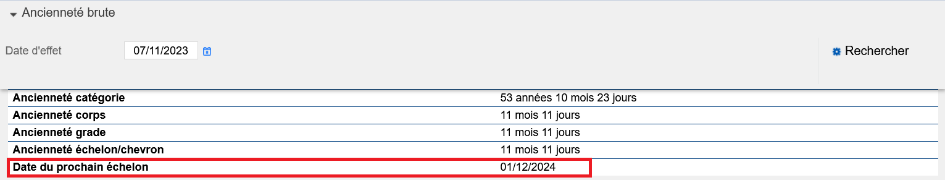 Ancienneté brute
Date d'effet 07/11/2023 Rechercher
Ancienneté catégorie 53 années 10 mois 23 jours
Ancienneté corps 11 mois 11 jours
Ancienneté grade 11 mois 11 jours
Ancienneté échelon/chevron 11 mois 11 jours
Date du prochain échelon 01/12/2024